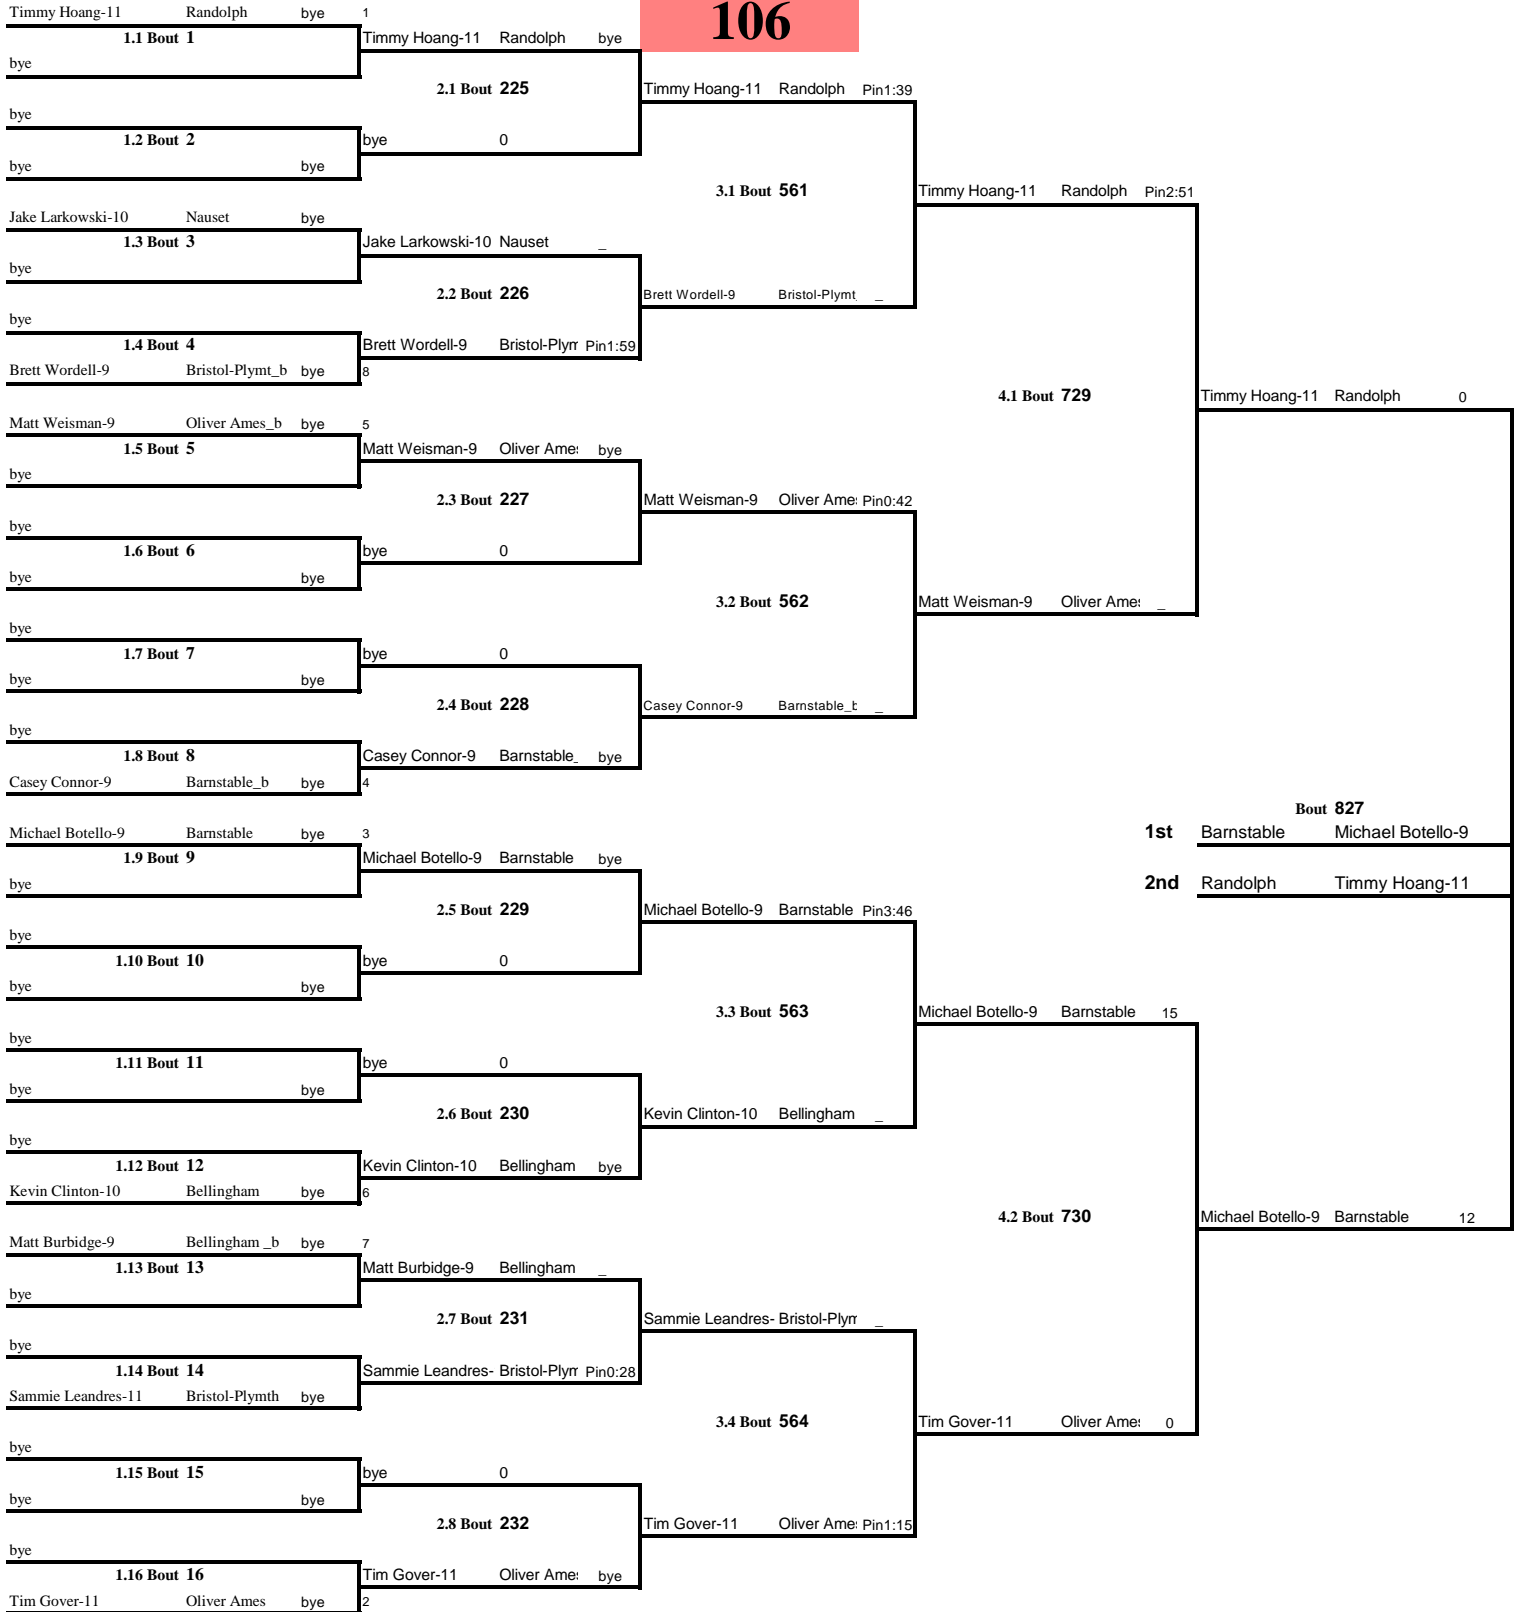 106
Timmy Hoang-11 Randolph bye 1
1.1 Bout 1 Timmy Hoang-11 Randolph bye
bye
2.1 Bout 225 Timmy Hoang-11 Randolph Pin1:39
bye
1.2 Bout 2 bye 0
bye bye
3.1 Bout 561 Timmy Hoang-11 Randolph Pin2:51
Jake Larkowski-10 Nauset bye
1.3 Bout 3 Jake Larkowski-10 Nauset _
bye
2.2 Bout 226 Brett Wordell-9 Bristol-Plymt _
bye
1.4 Bout 4 Brett Wordell-9 Bristol-Plym Pin1:59
Brett Wordell-9 Bristol-Plymt_b bye 8
4.1 Bout 729 Timmy Hoang-11 Randolph 0
Matt Weisman-9 Oliver Ames_b bye 5
1.5 Bout 5 Matt Weisman-9 Oliver Ames bye
bye
2.3 Bout 227 Matt Weisman-9 Oliver Ames Pin0:42
bye
1.6 Bout 6 bye 0
bye bye
3.2 Bout 562 Matt Weisman-9 Oliver Ames _
bye
1.7 Bout 7 bye 0
bye bye
2.4 Bout 228 Casey Connor-9 Barnstable_b _
bye
1.8 Bout 8 Casey Connor-9 Barnstable_ bye
Casey Connor-9 Barnstable_b bye 4
Bout 827
Michael Botello-9 Barnstable bye 3
1st Barnstable Michael Botello-9
1.9 Bout 9 Michael Botello-9 Barnstable bye
bye
2nd Randolph Timmy Hoang-11
2.5 Bout 229 Michael Botello-9 Barnstable Pin3:46
bye
1.10 Bout 10 bye 0
bye bye
3.3 Bout 563 Michael Botello-9 Barnstable 15
bye
1.11 Bout 11 bye 0
bye bye
2.6 Bout 230 Kevin Clinton-10 Bellingham _
bye
1.12 Bout 12 Kevin Clinton-10 Bellingham bye
Kevin Clinton-10 Bellingham bye 6
4.2 Bout 730 Michael Botello-9 Barnstable 12
Matt Burbidge-9 Bellingham _b bye 7
1.13 Bout 13 Matt Burbidge-9 Bellingham _
bye
2.7 Bout 231 Sammie Leandres- Bristol-Plym _
bye
1.14 Bout 14 Sammie Leandres- Bristol-Plym Pin0:28
Sammie Leandres-11 Bristol-Plymth bye
3.4 Bout 564 Tim Gover-11 Oliver Ames 0
bye
1.15 Bout 15 bye 0
bye bye
2.8 Bout 232 Tim Gover-11 Oliver Ames Pin1:15
bye
1.16 Bout 16 Tim Gover-11 Oliver Ames bye
Tim Gover-11 Oliver Ames bye 2